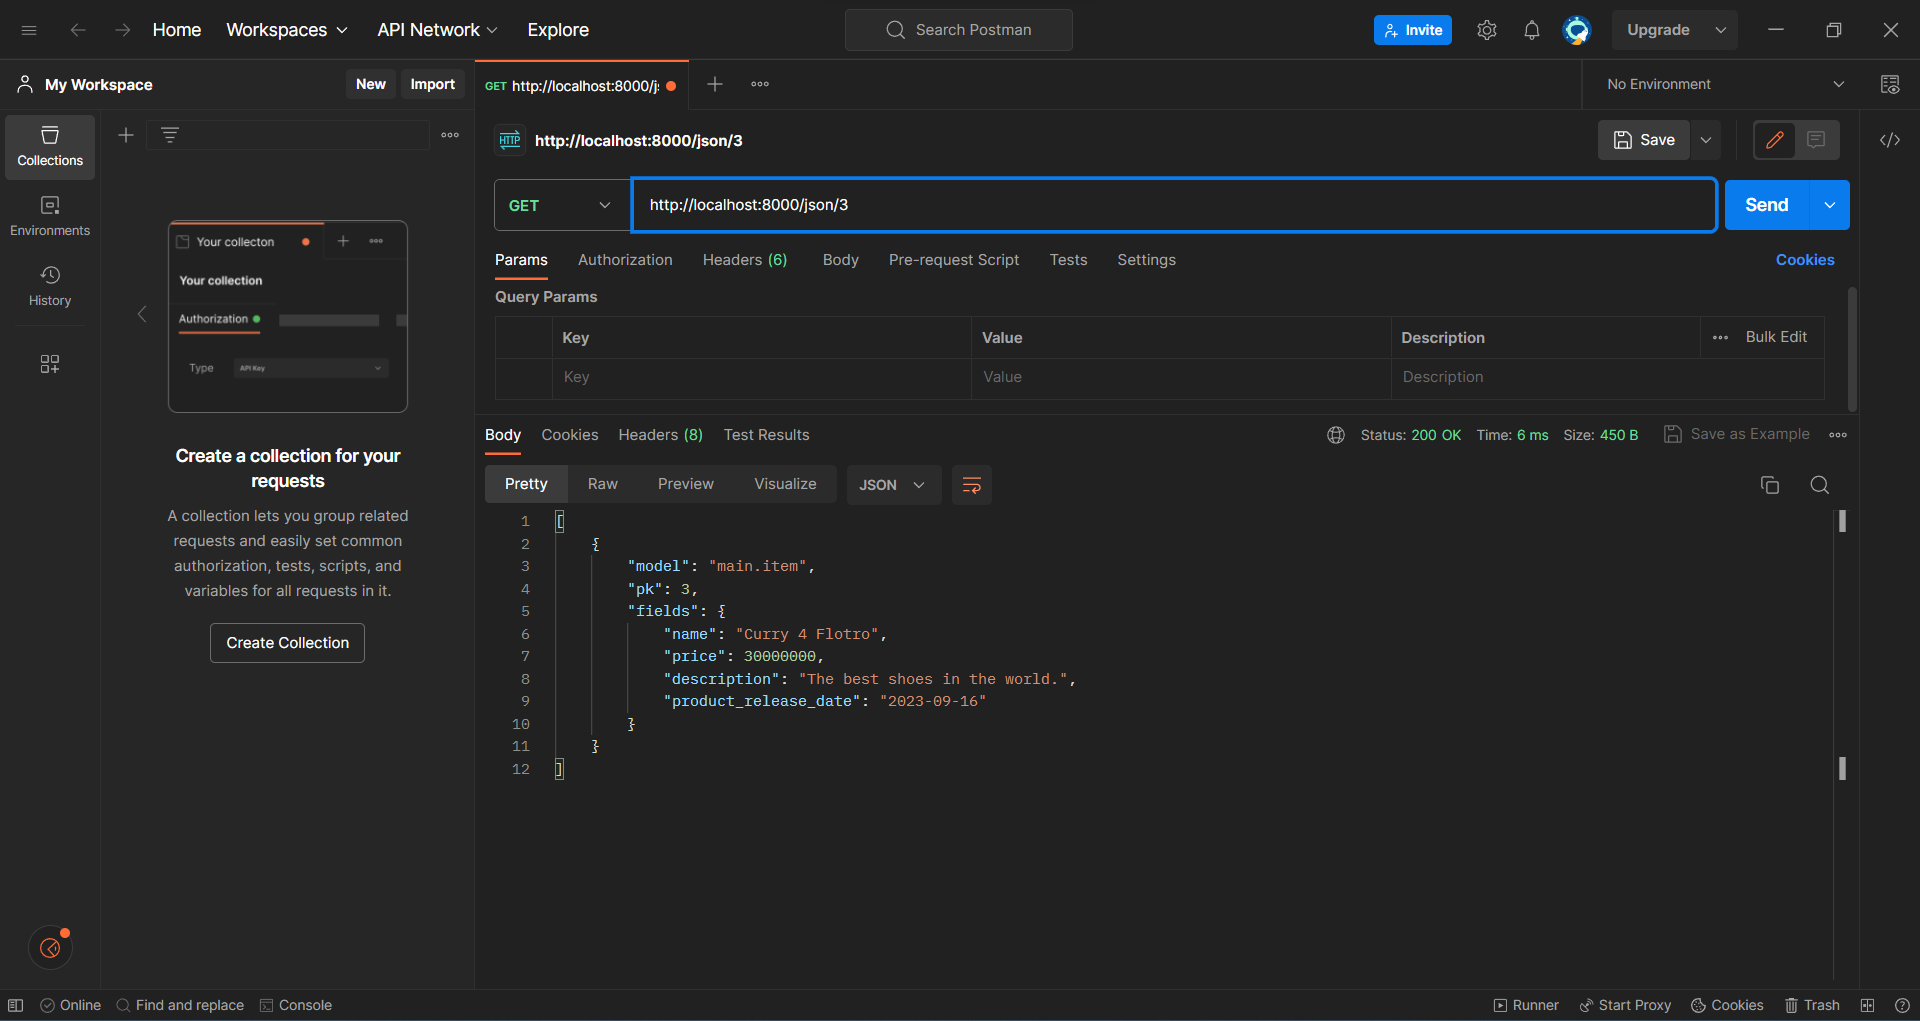 Home Workspaces API Network Explore Search Postman Invite Upgrade
My Workspace New Import GET http://localhost:8000/j: No Environment
Collections
Environments
History
Your collecton
Your collection
Authorization
Type API Key
Create a collection for your
requests
A collection lets you group related
requests and easily set common
authorization, tests, scripts, and
variables for all requests in it.
Create Collection
HTTP http://localhost:8000/json/3 Save
GET http://localhost:8000/json/3 Send
Params Authorization Headers (6) Body Pre-request Script Tests Settings Cookies
Query Params
Key Value Description Bulk Edit
Key Value Description
Body Cookies Headers (8) Test Results Status: 200 OK Time: 6 ms Size: 450 B Save as Example
Pretty Raw Preview Visualize JSON
1 [
2 {
3 "model": "main.item",
4 "pk": 3,
5 "fields": {
6 "name": "Curry 4 Flotro",
7 "price": 30000000,
8 "description": "The best shoes in the world.",
9 "product_release_date": "2023-09-16"
10 }
11 }
12 ]
Online Find and replace Console Runner Start Proxy Cookies Trash